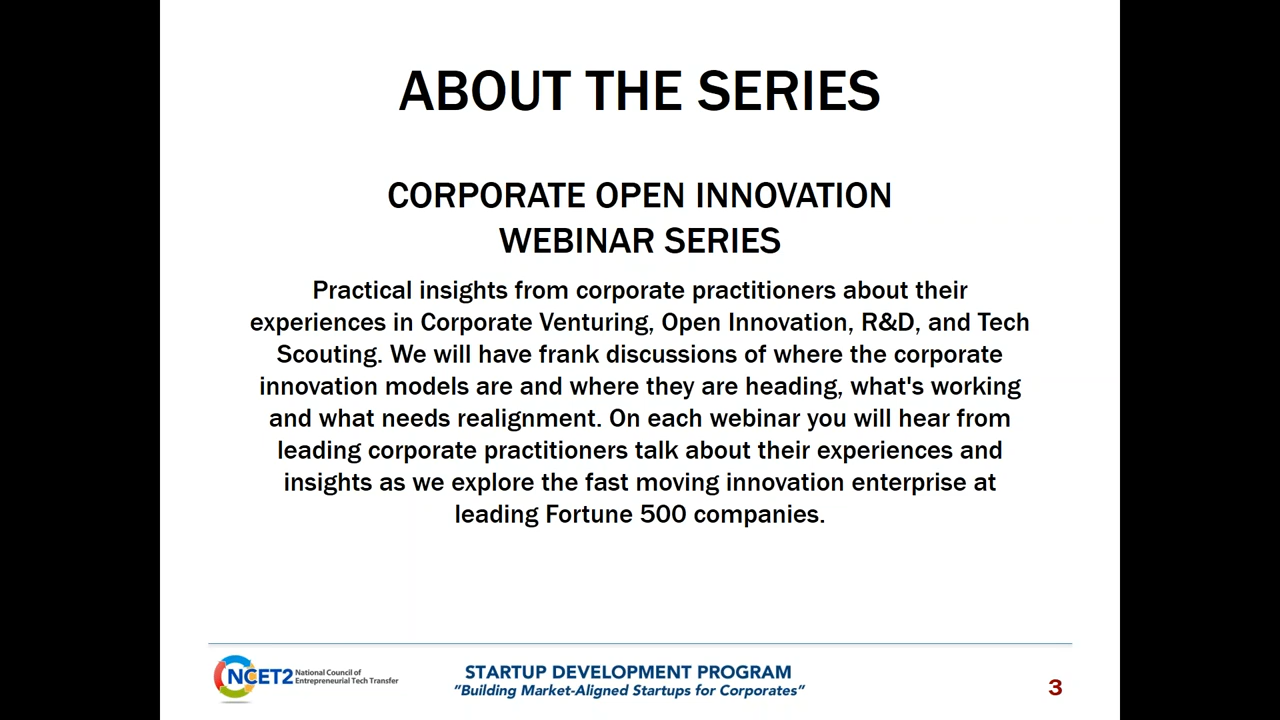 ABOUT THE SERIES
CORPORATE OPEN INNOVATION
WEBINAR SERIES
Practical insights from corporate practitioners about their
experiences in Corporate Venturing, Open Innovation, R&D, and Tech
Scouting. We will have frank discussions of where the corporate
innovation models are and where they are heading, what's working
and what needs realignment. On each webinar you will hear from
leading corporate practitioners talk about their experiences and
insights as we explore the fast moving innovation enterprise at
leading Fortune 500 companies.
NCET2
National Council of
Entrepreneurial Tech Transfer
STARTUP DEVELOPMENT PROGRAM
"Building Market-Aligned Startups for Corporates"
3